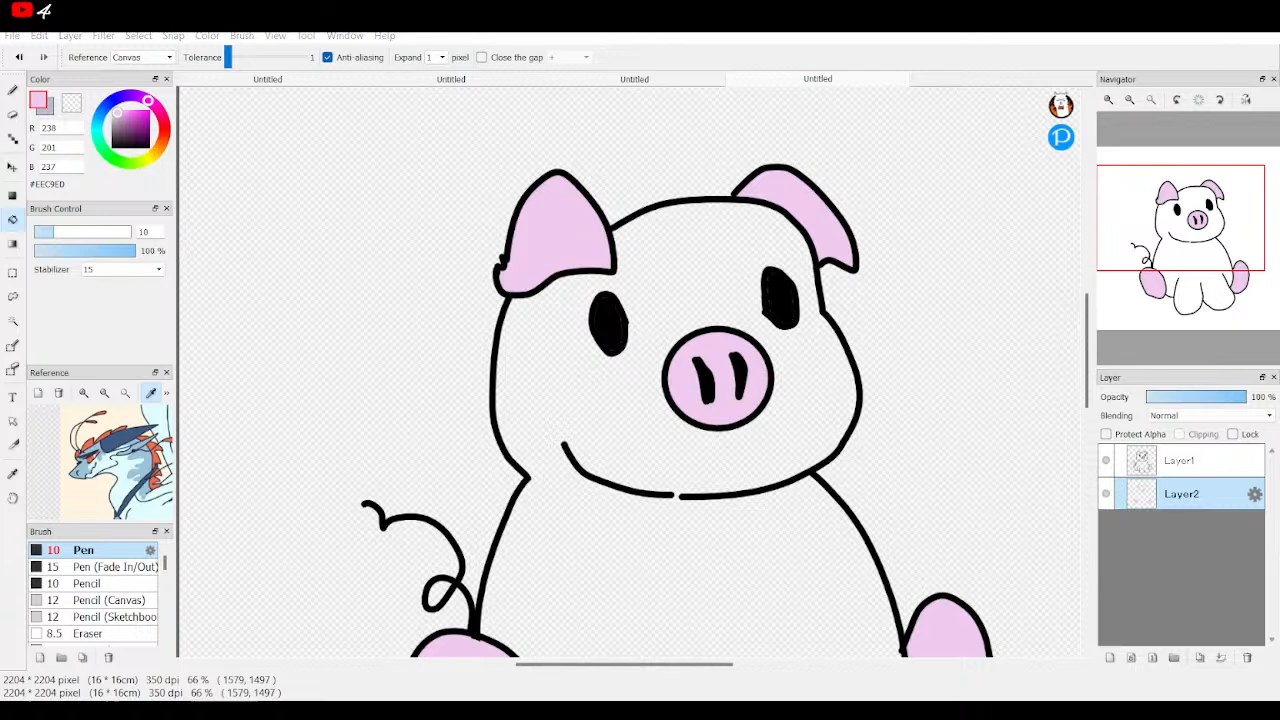 4
File Edit Layer Filter Select Snap Color Brush View Tool Window Help
Reference Canvas Tolerance 1 Anti-aliasing Expand 1 pixel Close the gap +
Color Untitled Untitled Untitled Untitled Navigator
R 238
G 201
B 237
#EEC9ED
Brush Control
10
100 %
Stabilizer 15
Reference
»
Brush
10 Pen
15 Pen (Fade In/Out)
10 Pencil
12 Pencil (Canvas)
12 Pencil (Sketchboo
8.5 Eraser
Layer
Opacity 100 %
Blending Normal
Protect Alpha Clipping Lock
Layer1
Layer2
2204 * 2204 pixel (16 * 16cm) 350 dpi 66 % ( 1579, 1497 )
2204 * 2204 pixel (16 * 16cm) 350 dpi 66 % ( 1579, 1497 )